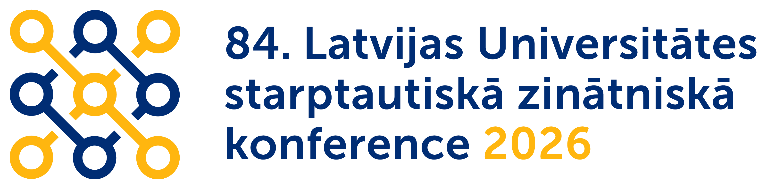 84. Latvijas Universitātes
starptautiskā zinātniskā
konference 2026